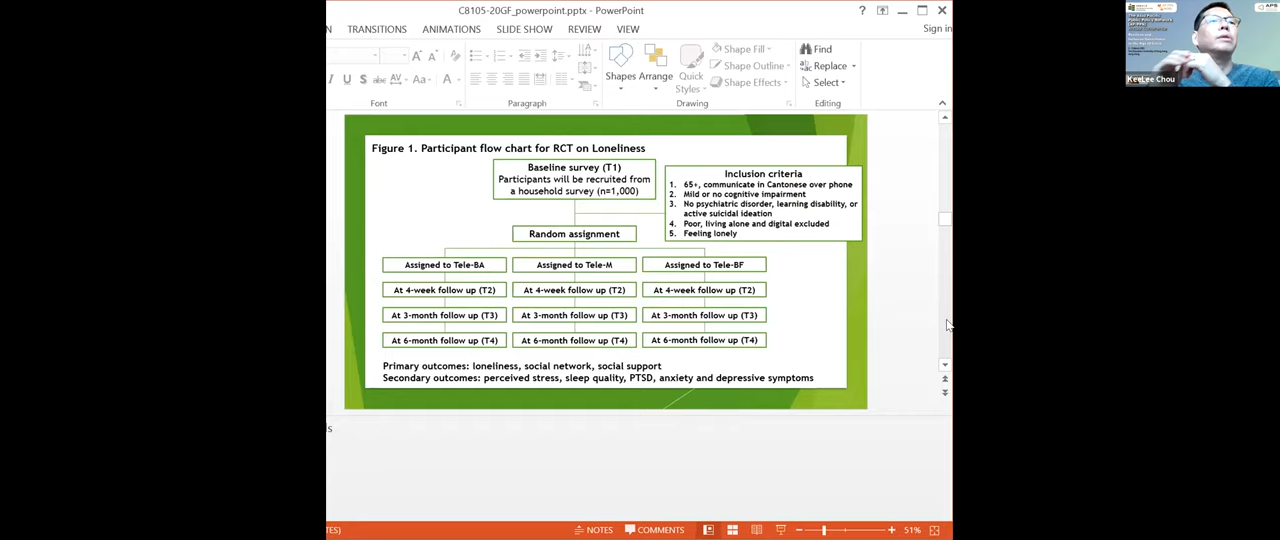 C8105-20GF_powerpoint.pptx - PowerPoint
TRANSITIONS ANIMATIONS SLIDE SHOW REVIEW VIEW Sign in
Shapes Arrange Quick Styles
Shape Fill
Shape Outline
Shape Effects
Find
Replace
Select
Font Paragraph Drawing Editing
Figure 1. Participant flow chart for RCT on Loneliness
Baseline survey (T1)
Participants will be recruited from
a household survey (n=1,000)
Inclusion criteria
1. 65+, communicate in Cantonese over phone
2. Mild or no cognitive impairment
3. No psychiatric disorder, learning disability, or
active suicidal ideation
4. Poor, living alone and digital excluded
5. Feeling lonely
Random assignment
Assigned to Tele-BA Assigned to Tele-M Assigned to Tele-BF
At 4-week follow up (T2) At 4-week follow up (T2) At 4-week follow up (T2)
At 3-month follow up (T3) At 3-month follow up (T3) At 3-month follow up (T3)
At 6-month follow up (T4) At 6-month follow up (T4) At 6-month follow up (T4)
Primary outcomes: loneliness, social network, social support
Secondary outcomes: perceived stress, sleep quality, PTSD, anxiety and depressive symptoms
NOTES COMMENTS 51%
APS
KeeLee Chou